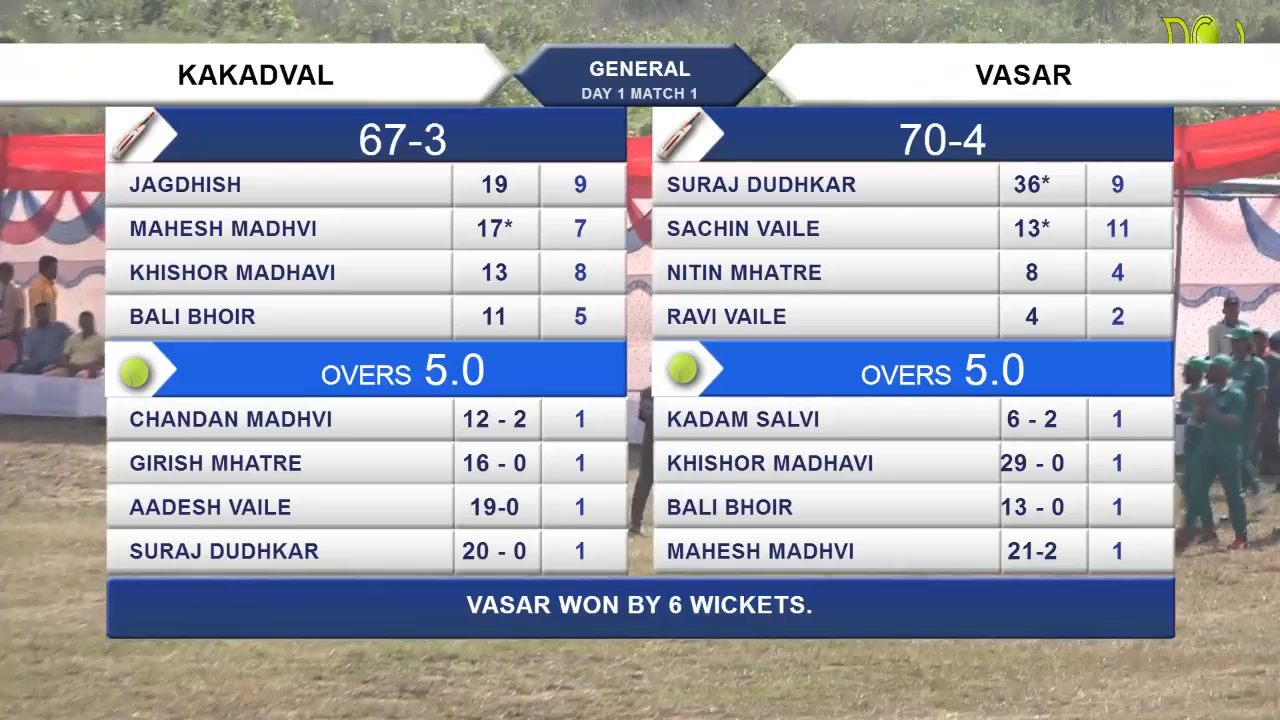 KAKADVAL
GENERAL
DAY 1 MATCH 1
VASAR
67-3
JAGDHISH 19 9
MAHESH MADHVI 17* 7
KHISHOR MADHAVI 13 8
BALI BHOIR 11 5
OVERS 5.0
CHANDAN MADHVI 12 - 2 1
GIRISH MHATRE 16 - 0 1
AADESH VAILE 19-0 1
SURAJ DUDHKAR 20 - 0 1
70-4
SURAJ DUDHKAR 36* 9
SACHIN VAILE 13* 11
NITIN MHATRE 8 4
RAVI VAILE 4 2
OVERS 5.0
KADAM SALVI 6 - 2 1
KHISHOR MADHAVI 29 - 0 1
BALI BHOIR 13 - 0 1
MAHESH MADHVI 21-2 1
VASAR WON BY 6 WICKETS.